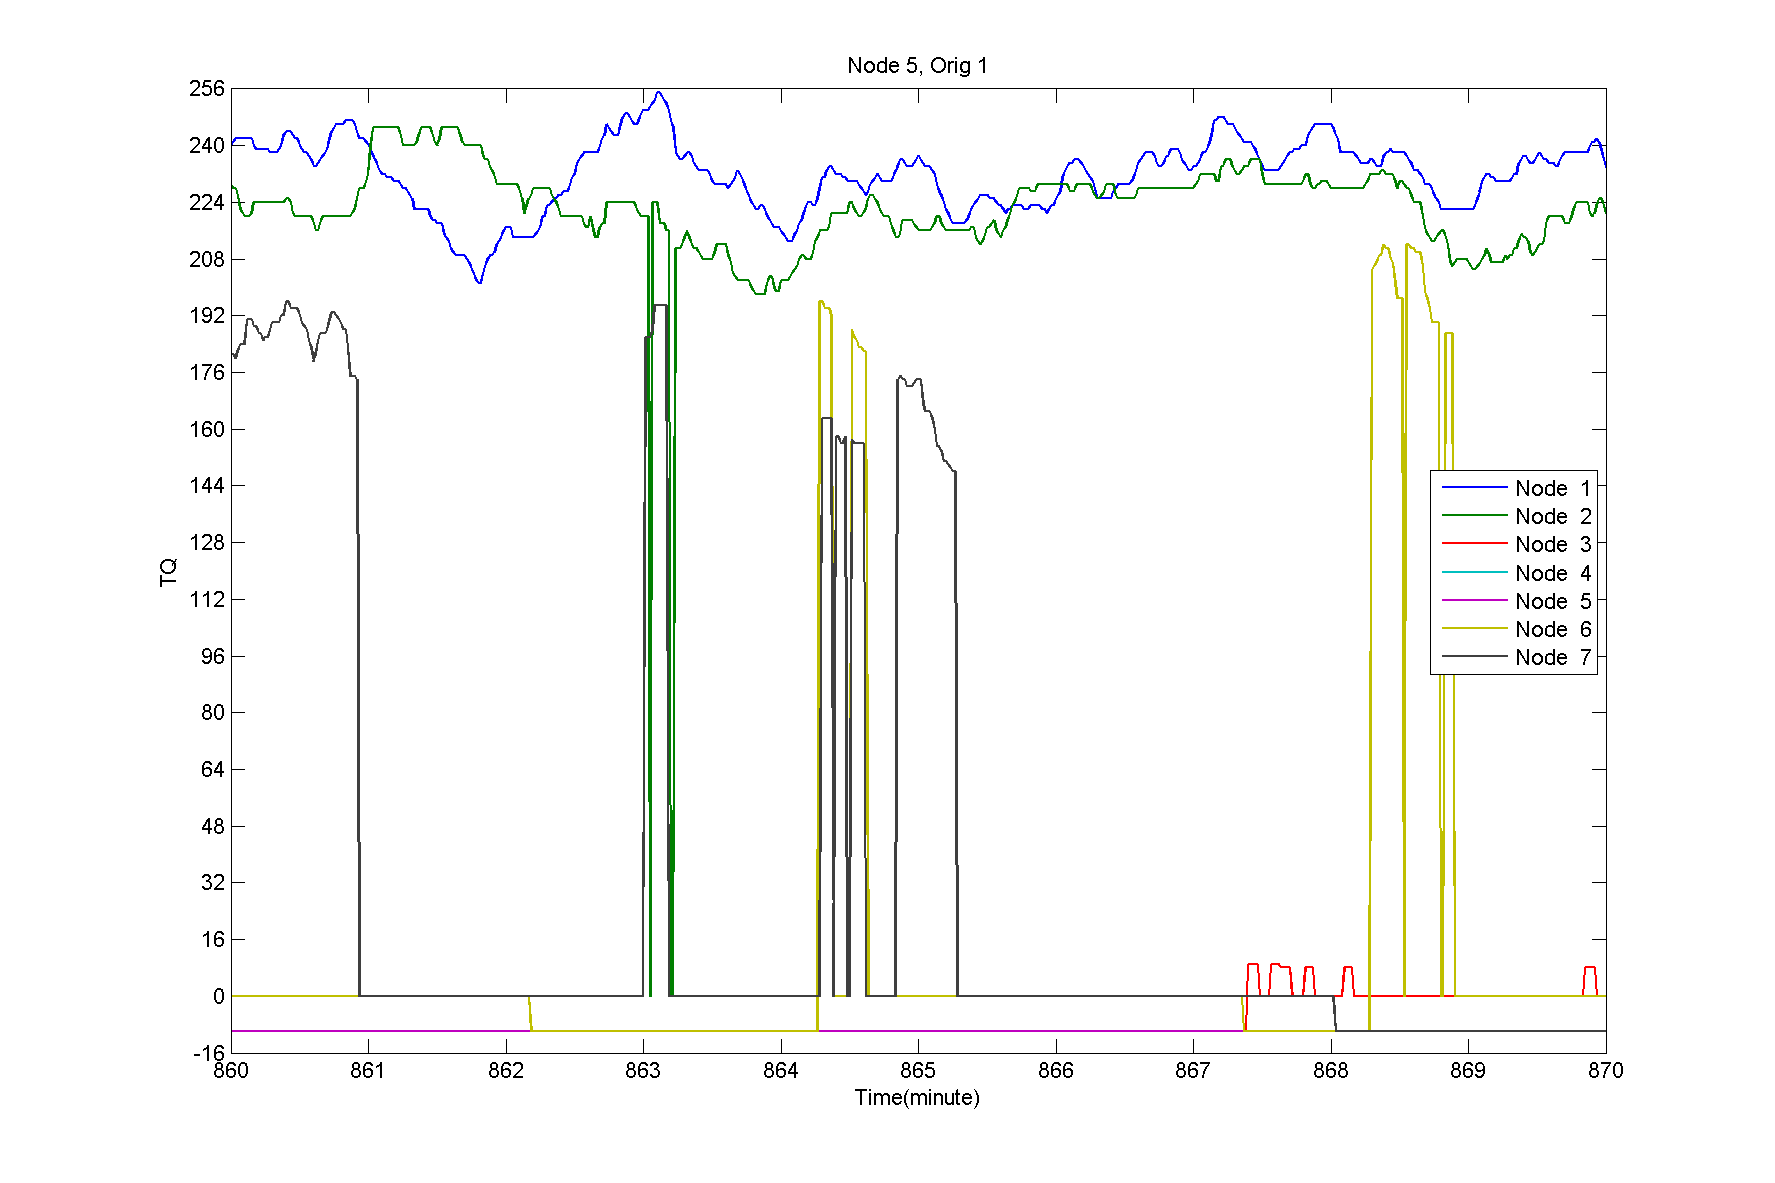 Node 5, Orig 1
256
240
224
208
192
176
160
144
128
112
96
80
64
48
32
16
0
-16
TQ
Node 1
Node 2
Node 3
Node 4
Node 5
Node 6
Node 7
860 861 862 863 864 865 866 867 868 869 870
Time(minute)